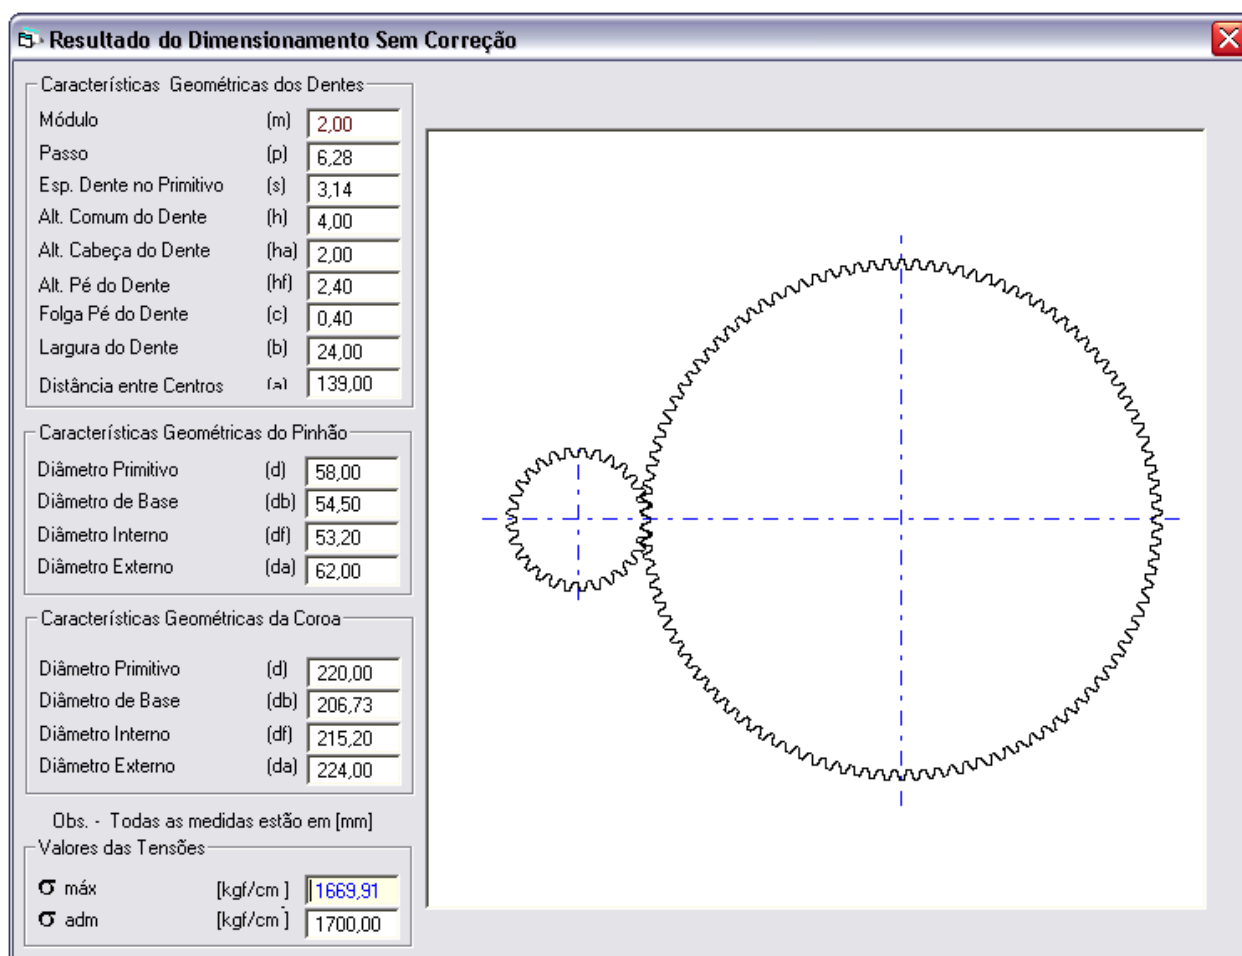 Resultado do Dimensionamento Sem Correção
Características Geométricas dos Dentes
Módulo (m) 2,00
Passo (p) 6,28
Esp. Dente no Primitivo (s) 3,14
Alt. Comum do Dente (h) 4,00
Alt. Cabeça do Dente (ha) 2,00
Alt. Pé do Dente (hf) 2,40
Folga Pé do Dente (c) 0,40
Largura do Dente (b) 24,00
Distância entre Centros (a) 139,00
Características Geométricas do Pinhão
Diâmetro Primitivo (d) 58,00
Diâmetro de Base (db) 54,50
Diâmetro Interno (df) 53,20
Diâmetro Externo (da) 62,00
Características Geométricas da Coroa
Diâmetro Primitivo (d) 220,00
Diâmetro de Base (db) 206,73
Diâmetro Interno (df) 215,20
Diâmetro Externo (da) 224,00
Obs. - Todas as medidas estão em [mm]
Valores das Tensões
σ máx [kgf/cm ] 1669,91
σ adm [kgf/cm ] 1700,00